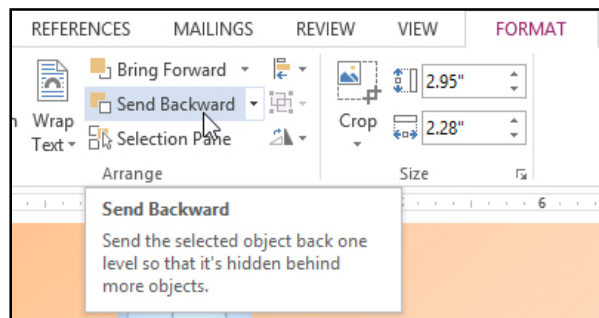 REFERENCES MAILINGS REVIEW VIEW FORMAT
Bring Forward
Send Backward
Selection Pane
Wrap
Text
Crop
2.95"
2.28"
Arrange
Size
6
Send Backward
Send the selected object back one
level so that it's hidden behind
more objects.